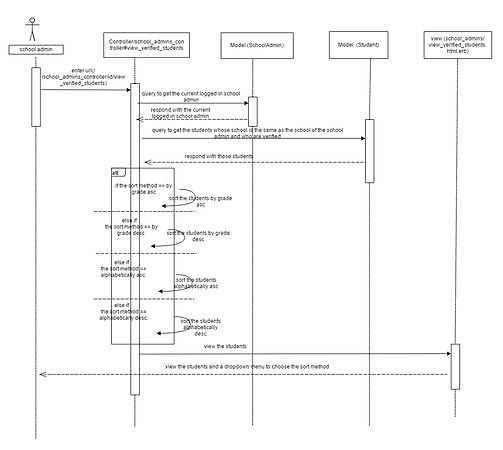 school admin
Controller/school_admins_con
troller#view_verified_students
Model (SchoolAdmin)
Model (Student)
view (school_admins/
view_verified_students.
html.erb)
enter url:/
/school_admins_controller/id/view
_verified_students)
query to get the current logged in school
admin
respond with the current
logged in school admin
query to get the students whose school is the same as the school of the school
admin and who are verified
respond with those students
alt
if the sort method == by
grade asc
sort the students by grade
asc
else if
the sort method == by
grade desc
sort the students by grade
desc
else if
the sort method ==
alphabetically asc
sort the students
alphabetically asc
else if
the sort method ==
alphabetically desc
sort the students
alphabetically
desc
view the students
view the students and a dropdown menu to choose the sort method